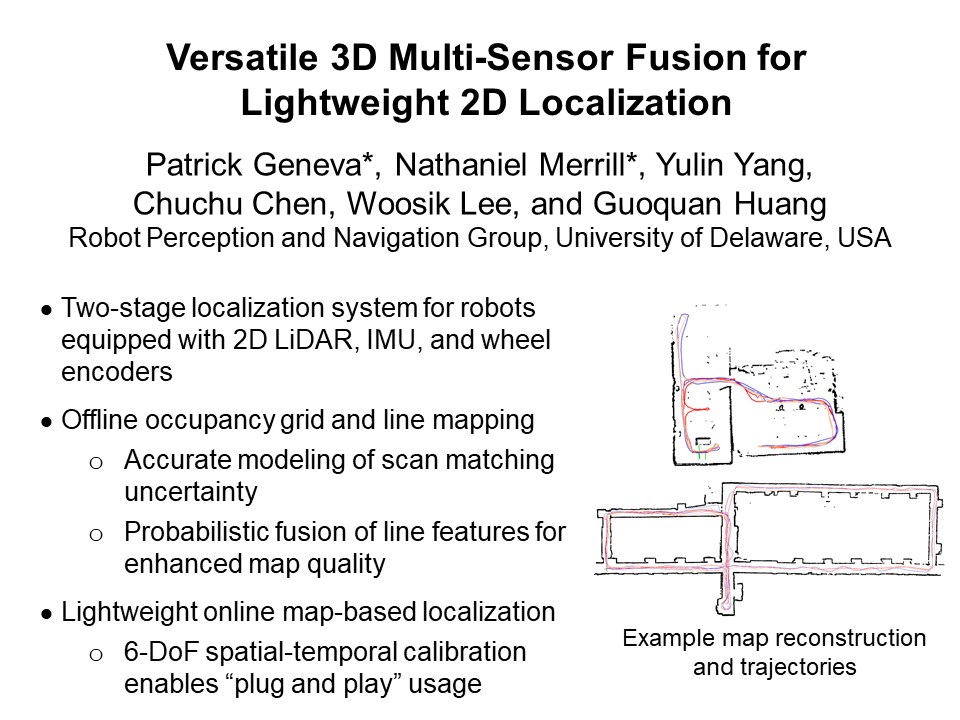 Versatile 3D Multi-Sensor Fusion for
Lightweight 2D Localization
Patrick Geneva*, Nathaniel Merrill*, Yulin Yang,
Chuchu Chen, Woosik Lee, and Guoquan Huang
Robot Perception and Navigation Group, University of Delaware, USA
● Two-stage localization system for robots
equipped with 2D LiDAR, IMU, and wheel
encoders
● Offline occupancy grid and line mapping
o Accurate modeling of scan matching
uncertainty
o Probabilistic fusion of line features for
enhanced map quality
● Lightweight online map-based localization
o 6-DoF spatial-temporal calibration
enables “plug and play” usage
Example map reconstruction
and trajectories